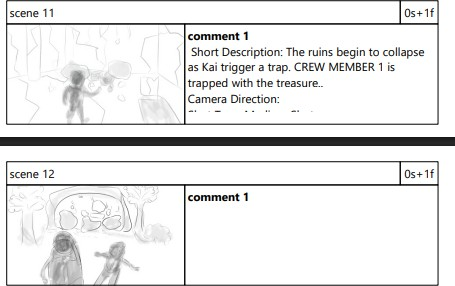 scene 11 0s+1f
comment 1
Short Description: The ruins begin to collapse
as Kai trigger a trap. CREW MEMBER 1 is
trapped with the treasure..
Camera Direction:
scene 12 0s+1f
comment 1